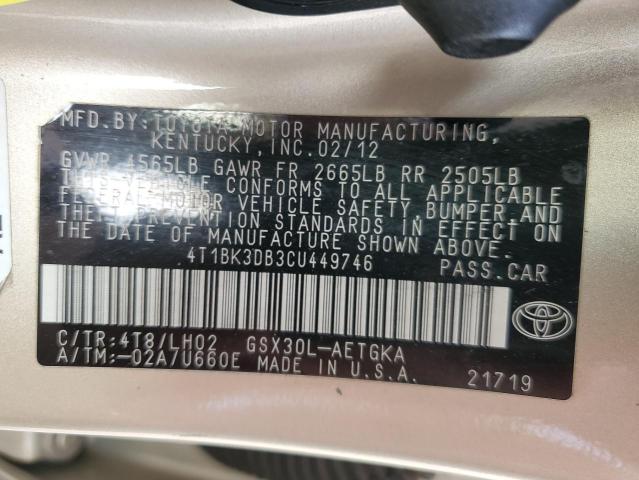 MFD.BY:TOYOTA MOTOR MANUFACTURING,
KENTUCKY,INC.02/12
GVWR 4565LB GAWR FR 2665LB RR 2505LB
THIS VEHICLE CONFORMS TO ALL APPLICABLE
FEDERAL MOTOR VEHICLE SAFETY,BUMPER,AND
THEFT PREVENTION STANDARDS IN EFFECT ON
THE DATE OF MANUFACTURE SHOWN ABOVE.
4T1BK3DB3CU449746 PASS.CAR
C/TR:4T8/LH02 GSX30L-AETGKA
A/TM:-02A/U660E MADE IN U.S.A. 21719